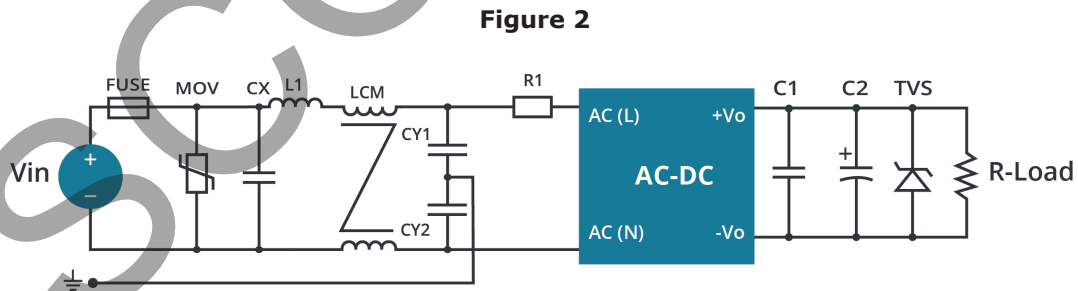 Figure 2
FUSE MOV CX L1 LCM R1 C1 C2 TVS
AC (L) +Vo
CY1
+
Vin
+
AC-DC
R-Load
−
CY2
AC (N) -Vo